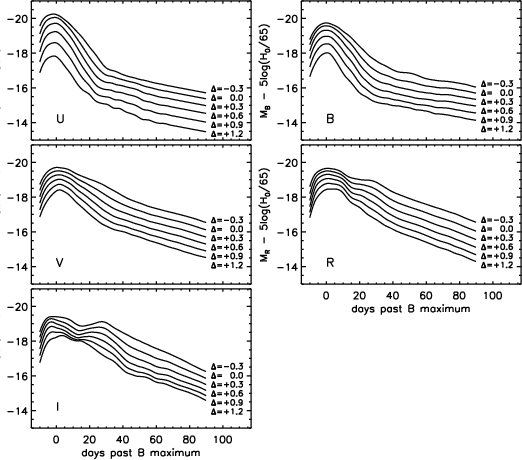 -20
-18
-16
-14
U
Δ=-0.3
Δ= 0.0
Δ=+0.3
Δ=+0.6
Δ=+0.9
Δ=+1.2
M_B - 5log(H_0/65)
-20
-18
-16
-14
B
Δ=-0.3
Δ= 0.0
Δ=+0.3
Δ=+0.6
Δ=+0.9
Δ=+1.2
-20
-18
-16
-14
V
Δ=-0.3
Δ= 0.0
Δ=+0.3
Δ=+0.6
Δ=+0.9
Δ=+1.2
M_R - 5log(H_0/65)
-20
-18
-16
-14
R
Δ=-0.3
Δ= 0.0
Δ=+0.3
Δ=+0.6
Δ=+0.9
Δ=+1.2
0 20 40 60 80 100
days past B maximum
-20
-18
-16
-14
I
Δ=-0.3
Δ= 0.0
Δ=+0.3
Δ=+0.6
Δ=+0.9
Δ=+1.2
0 20 40 60 80 100
days past B maximum